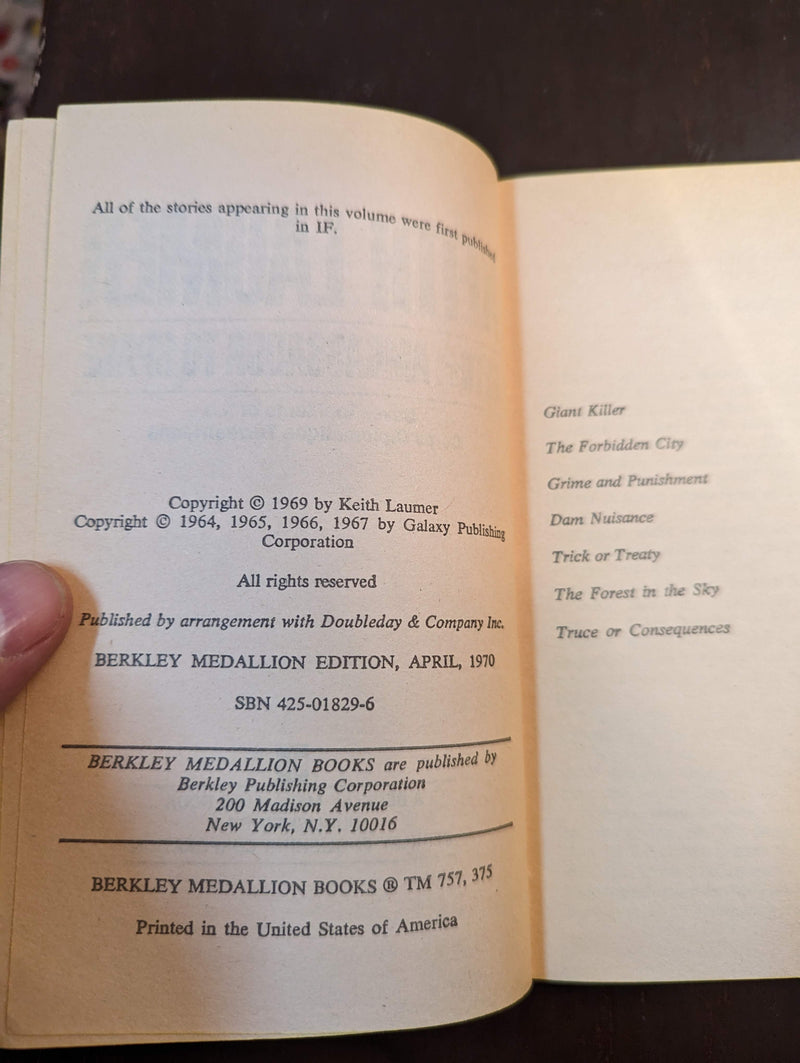 All of the stories appearing in this volume were first published
in IF.
Copyright © 1969 by Keith Laumer
Copyright © 1964, 1965, 1966, 1967 by Galaxy Publishing
Corporation
All rights reserved
Published by arrangement with Doubleday & Company Inc.
BERKLEY MEDALLION EDITION, APRIL, 1970
SBN 425-01829-6
BERKLEY MEDALLION BOOKS are published by
Berkley Publishing Corporation
200 Madison Avenue
New York, N.Y. 10016
BERKLEY MEDALLION BOOKS ® TM 757, 375
Printed in the United States of America
Giant Killer
The Forbidden City
Grime and Punishment
Dam Nuisance
Trick or Treaty
The Forest in the Sky
Truce or Consequences